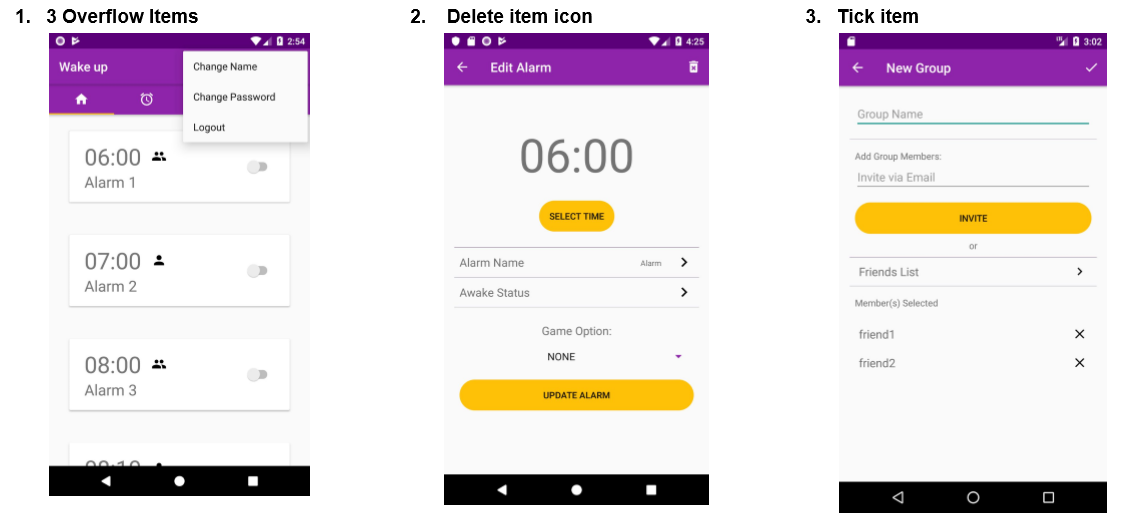 1. 3 Overflow Items
2:54
Wake up
Change Name
Change Password
Logout
06:00
Alarm 1
07:00
Alarm 2
08:00
Alarm 3
2. Delete item icon
4:25
Edit Alarm
06:00
SELECT TIME
Alarm Name Alarm
Awake Status
Game Option:
NONE
UPDATE ALARM
3. Tick item
3:02
New Group
Group Name
Add Group Members:
Invite via Email
INVITE
or
Friends List
Member(s) Selected
friend1
friend2